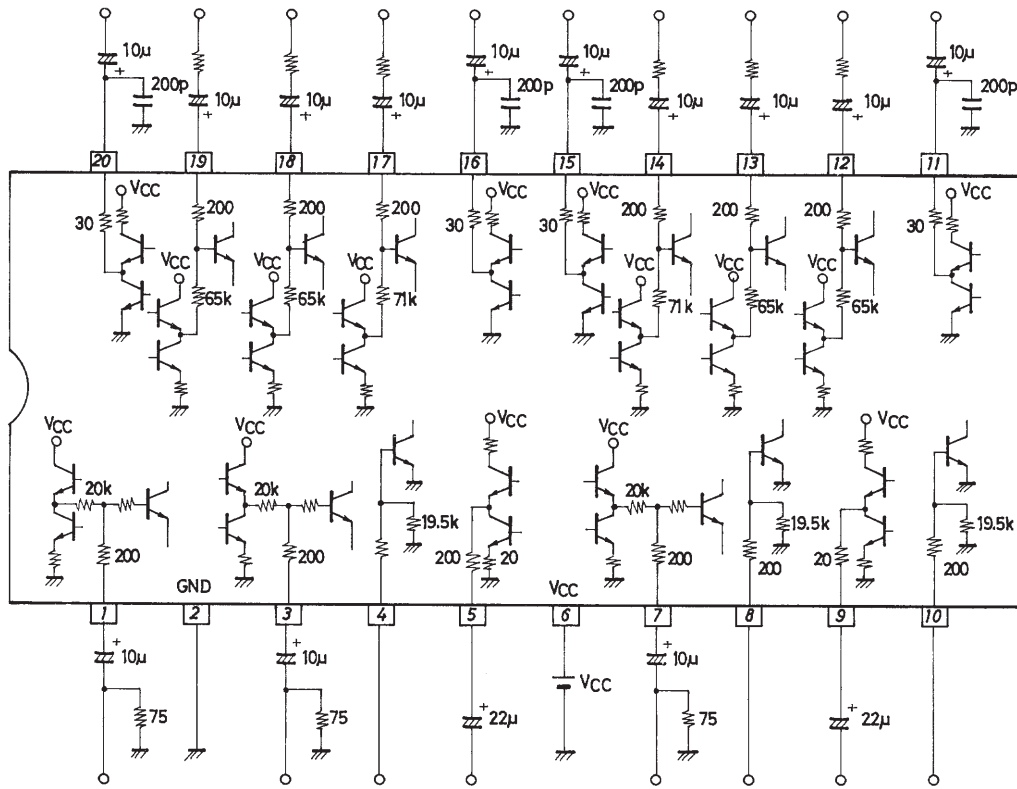 10μ 10μ 10μ 10μ
200p 200p 200p 200p
10μ 10μ 10μ 10μ 10μ 10μ
20 19 18 17 16 15 14 13 12 11
VCC VCC VCC VCC
30 200 200 200 30 30 200 200 200 30
VCC VCC VCC VCC VCC VCC
65k 65k 71k 71k 65k 65k
VCC VCC VCC VCC VCC
20k 20k 19.5k 20k 19.5k 19.5k
200 200 200 20 200 200 20 200
GND VCC
1 2 3 4 5 6 7 8 9 10
10μ 10μ VCC 10μ
75 75 22μ 75 22μ